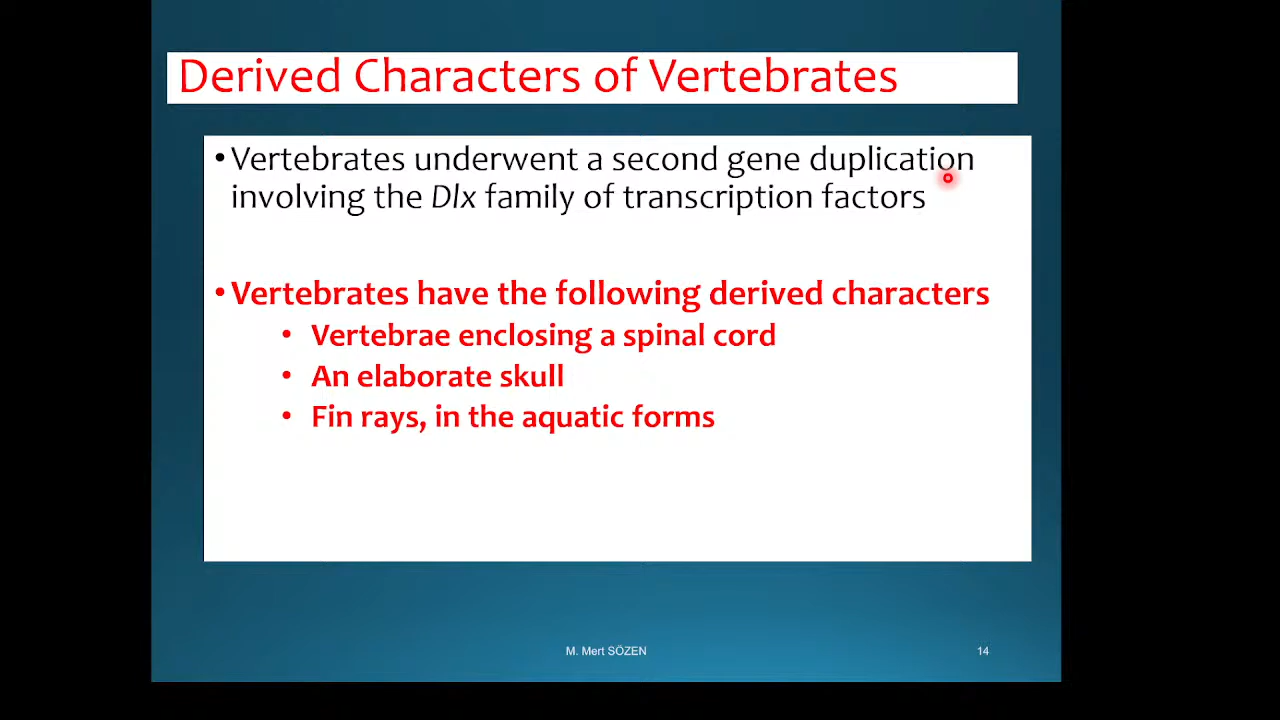 Derived Characters of Vertebrates
•Vertebrates underwent a second gene duplication
involving the Dlx family of transcription factors
•Vertebrates have the following derived characters
• Vertebrae enclosing a spinal cord
• An elaborate skull
• Fin rays, in the aquatic forms
M. Mert SÖZEN
14